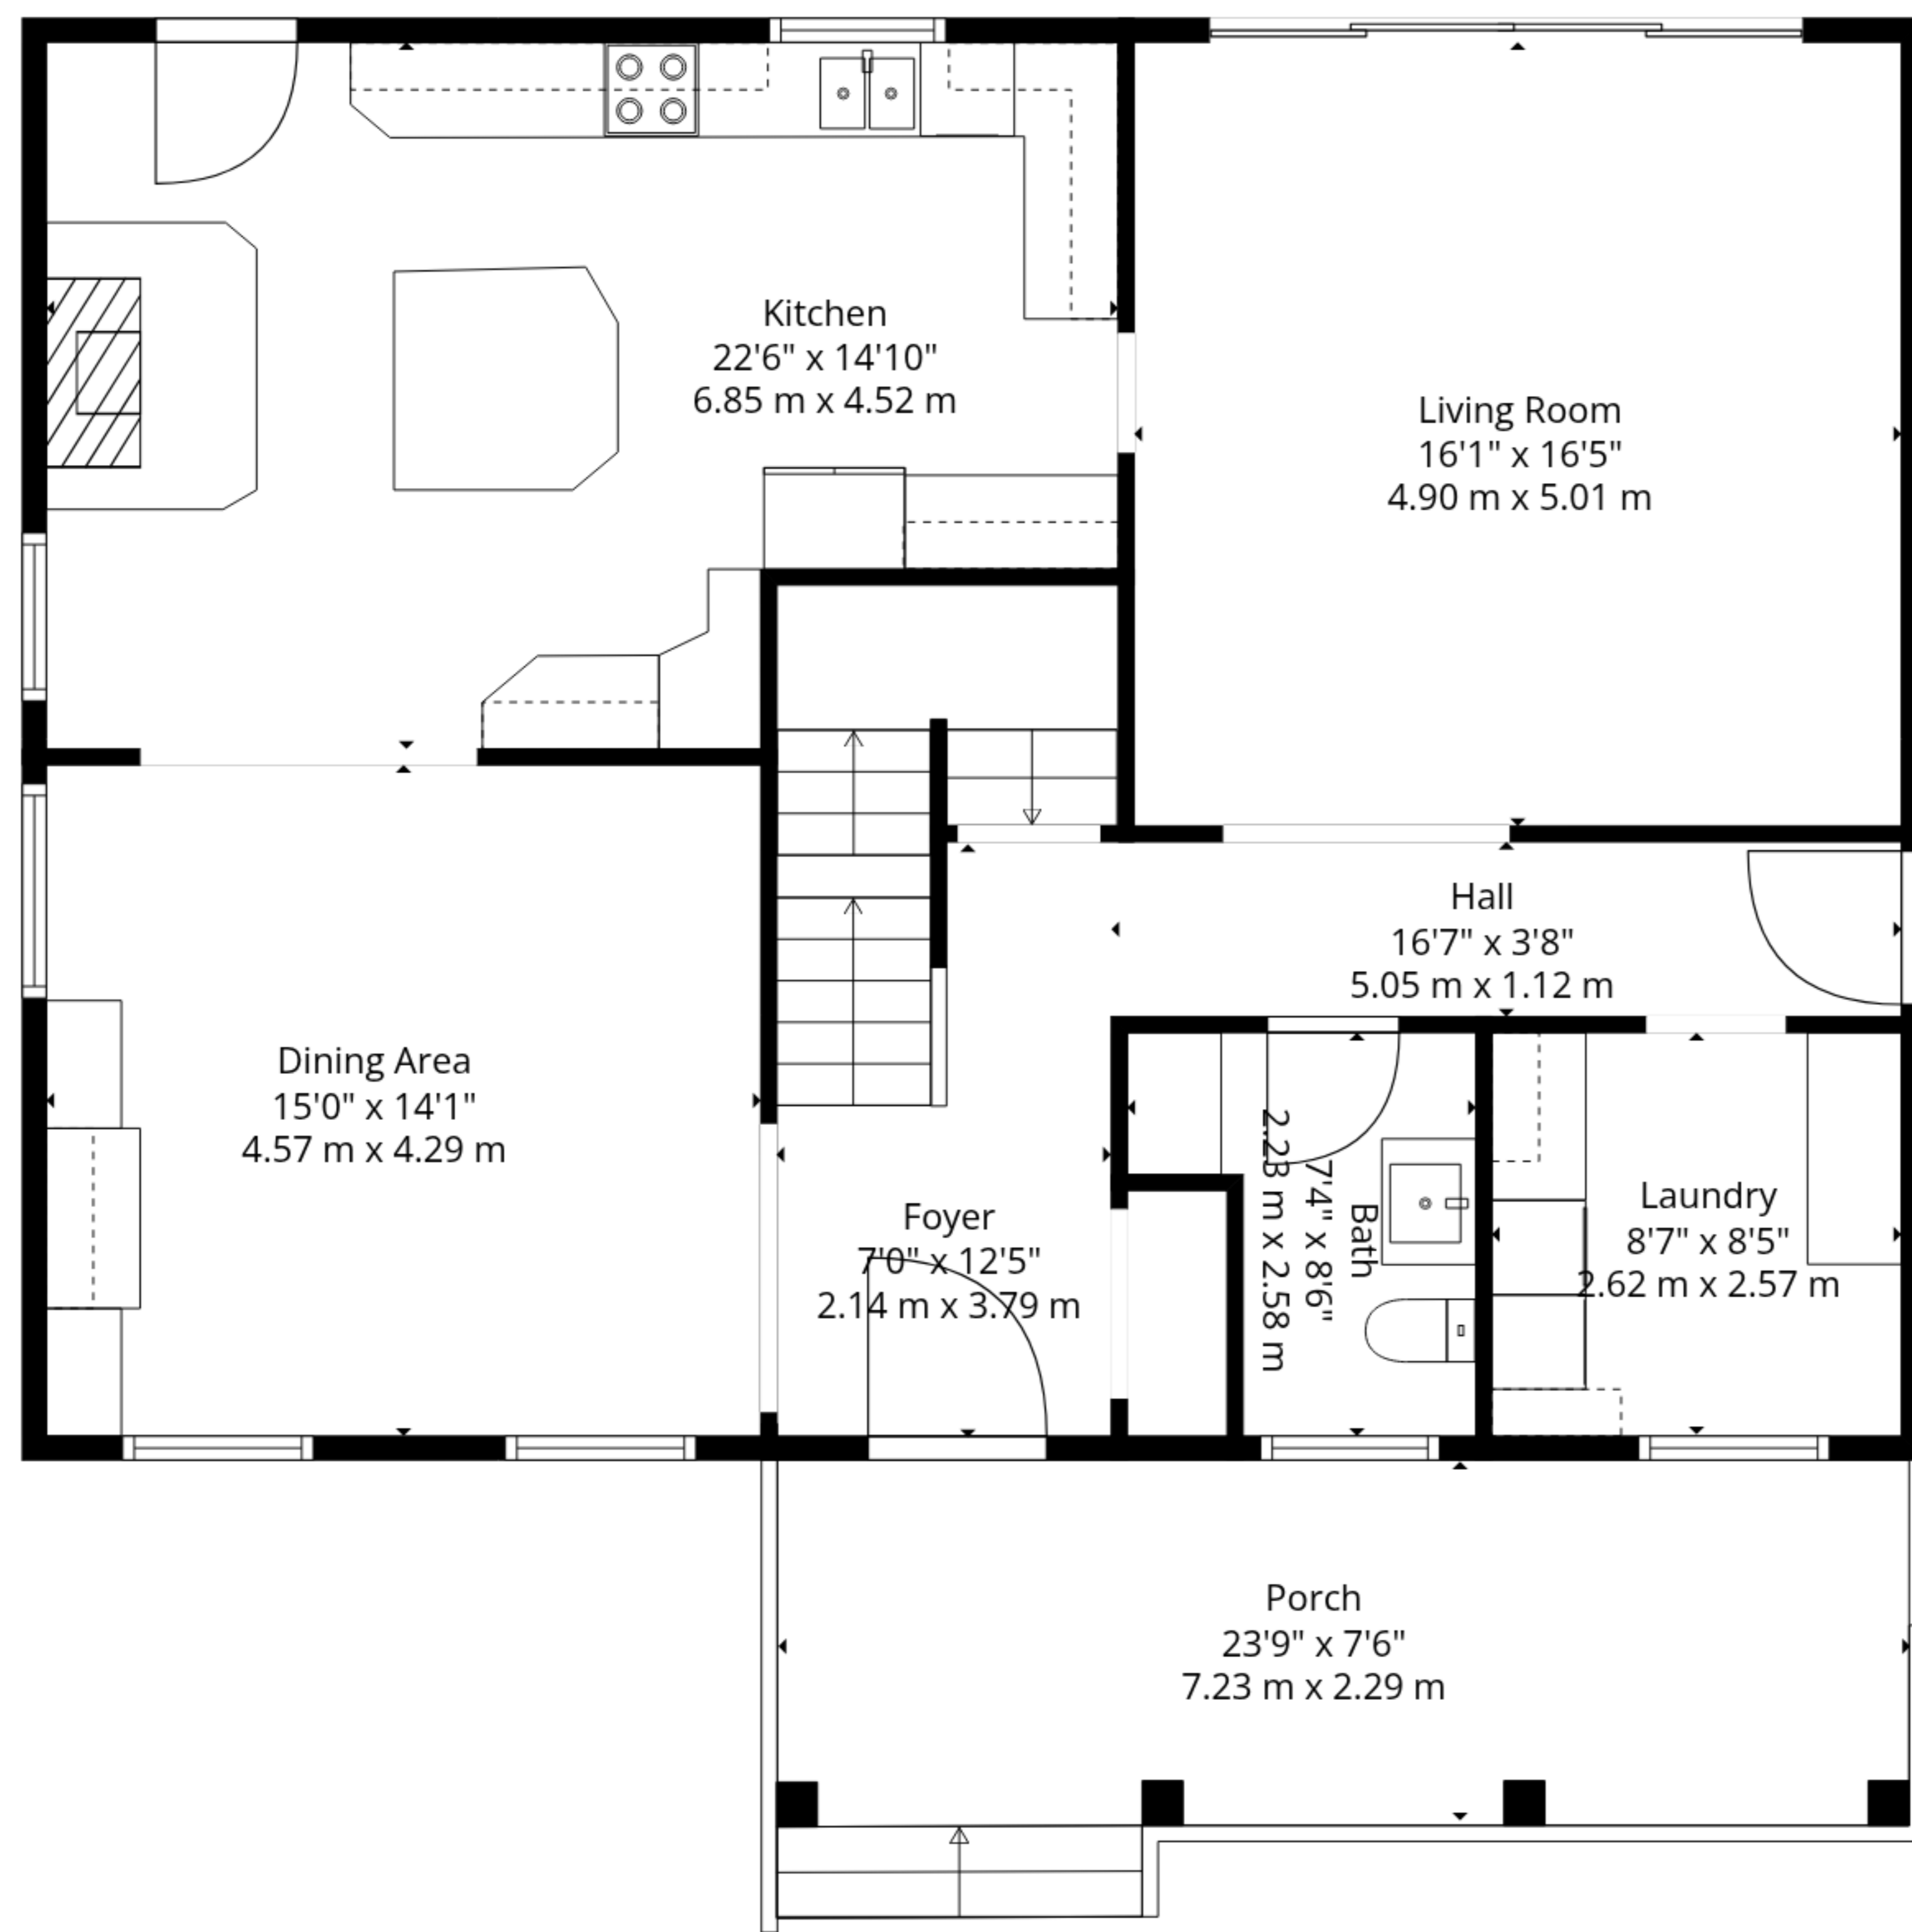 Kitchen
22'6" x 14'10"
6.85 m x 4.52 m
Living Room
16'1" x 16'5"
4.90 m x 5.01 m
Hall
16'7" x 3'8"
5.05 m x 1.12 m
Dining Area
15'0" x 14'1"
4.57 m x 4.29 m
Foyer
7'0" x 12'5"
2.14 m x 3.79 m
Bath
7'4" x 8'6"
2.23 m x 2.58 m
Laundry
8'7" x 8'5"
2.62 m x 2.57 m
Porch
23'9" x 7'6"
7.23 m x 2.29 m